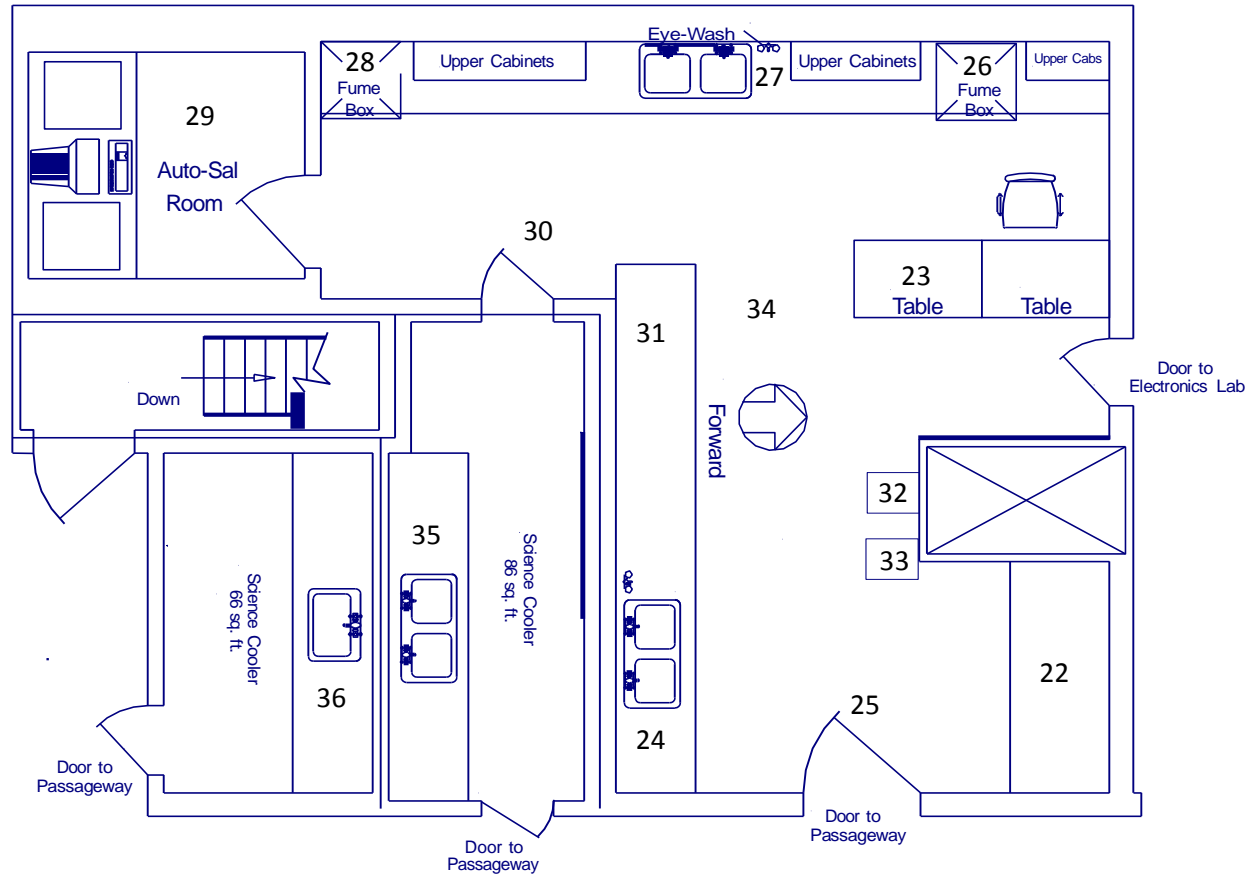 Eye-Wash
28
Fume
Box
Upper Cabinets
27
Upper Cabinets
26
Fume
Box
Upper Cabs
29
Auto-Sal
Room
30
23
Table
Table
31
34
Down
Forward
Door to
Electronics Lab
32
33
35
Science Cooler
86 sq. ft.
Science Cooler
66 sq. ft.
36
24
25
22
Door to
Passageway
Door to
Passageway
Door to
Passageway